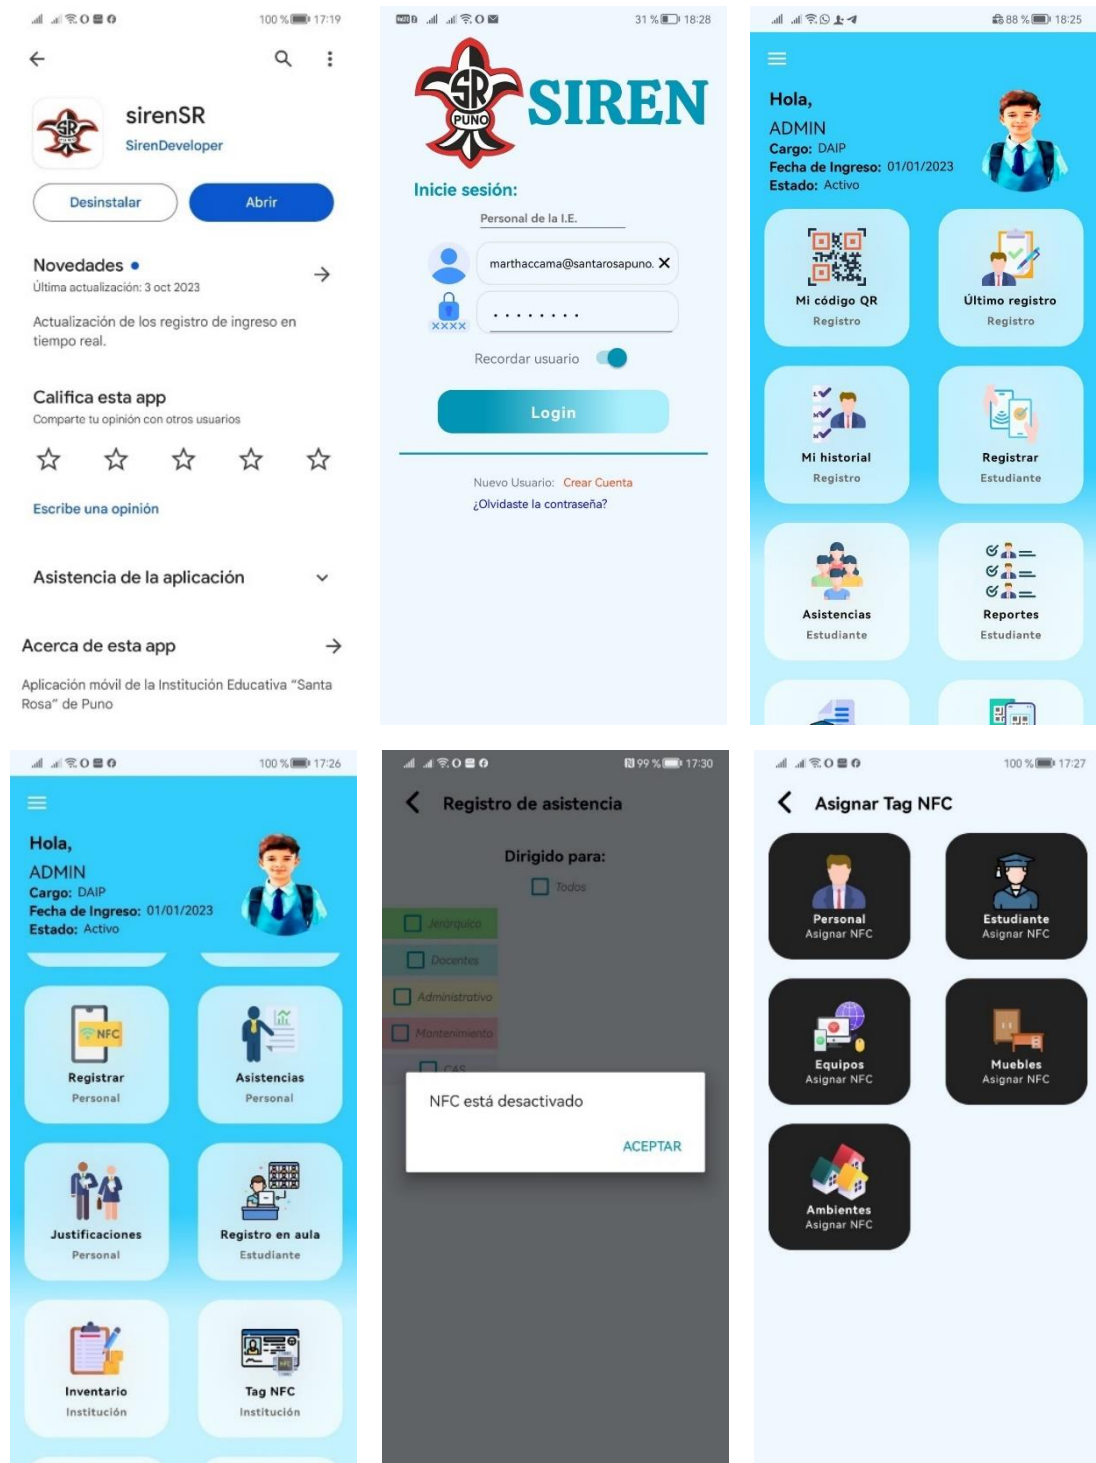 100 % 17:19
sirenSR
SirenDeveloper
SR
PUNO
Desinstalar
Abrir
Novedades
Última actualización: 3 oct 2023
Actualización de los registro de ingreso en
tiempo real.
Califica esta app
Comparte tu opinión con otros usuarios
Escribe una opinión
Asistencia de la aplicación
Acerca de esta app
Aplicación móvil de la Institución Educativa “Santa
Rosa” de Puno
31 % 18:28
SR
PUNO
SIREN
Inicie sesión:
Personal de la I.E.
marthaccama@santarosapuno.
XXXX
Recordar usuario
Login
Nuevo Usuario: Crear Cuenta
¿Olvidaste la contraseña?
88 % 18:25
Hola,
ADMIN
Cargo: DAIP
Fecha de Ingreso: 01/01/2023
Estado: Activo
Mi código QR
Registro
Último registro
Registro
Mi historial
Registro
Registrar
Estudiante
Asistencias
Estudiante
Reportes
Estudiante
100 % 17:26
Hola,
ADMIN
Cargo: DAIP
Fecha de Ingreso: 01/01/2023
Estado: Activo
NFC
Registrar
Personal
Asistencias
Personal
Justificaciones
Personal
Registro en aula
Estudiante
Inventario
Institución
NFC
Tag NFC
Institución
99 % 17:30
Registro de asistencia
Dirigido para:
Todos
Jerárquico
Docentes
Administrativo
Mantenimiento
CAS
NFC está desactivado
ACEPTAR
100 % 17:27
Asignar Tag NFC
Personal
Asignar NFC
Estudiante
Asignar NFC
Equipos
Asignar NFC
Muebles
Asignar NFC
Ambientes
Asignar NFC